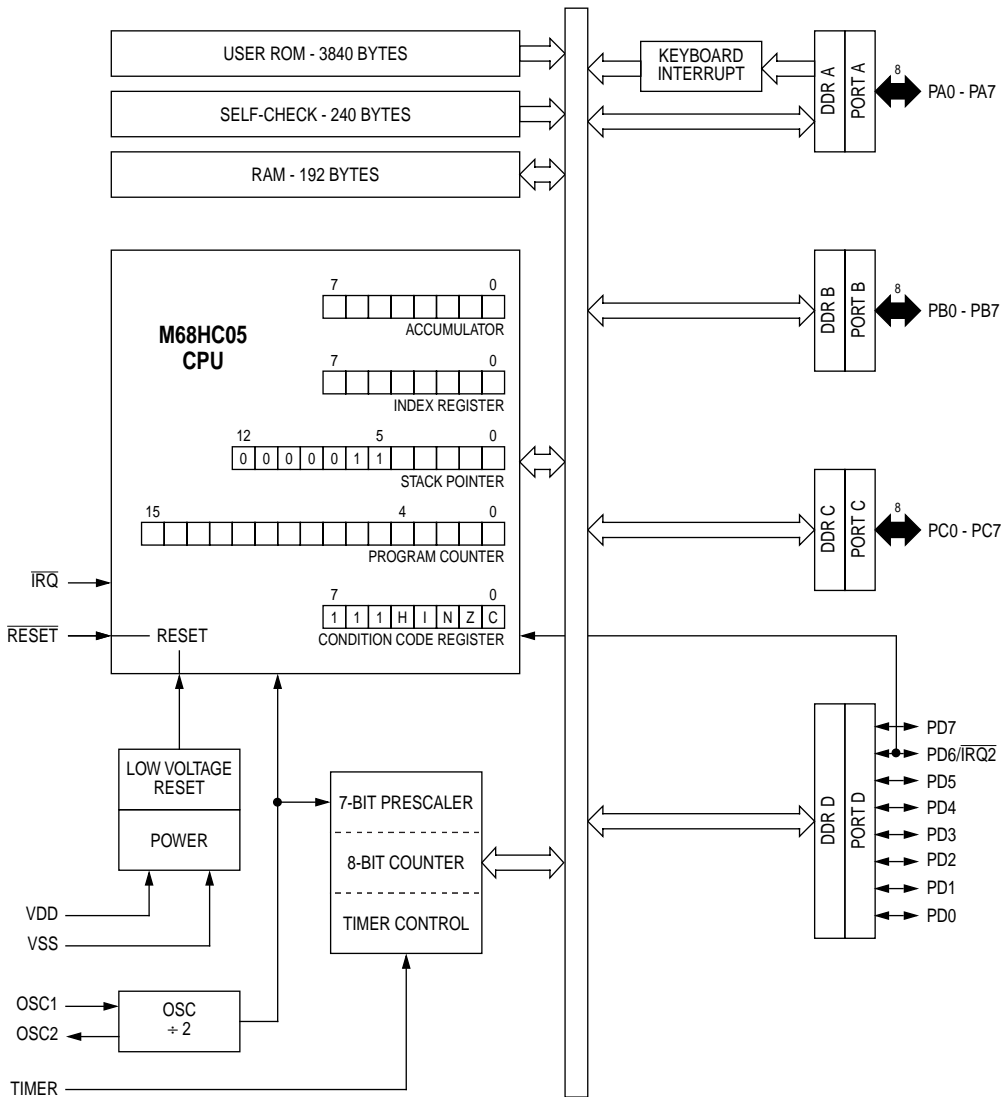 USER ROM - 3840 BYTES
SELF-CHECK - 240 BYTES
RAM - 192 BYTES
KEYBOARD
INTERRUPT
DDR A
PORT A
8
PA0 - PA7
M68HC05
CPU
7 0
ACCUMULATOR
7 0
INDEX REGISTER
12 5 0
0 0 0 0 0 1 1
STACK POINTER
15 4 0
PROGRAM COUNTER
7 0
1 1 1 H I N Z C
CONDITION CODE REGISTER
IRQ
RESET
RESET
DDR B
PORT B
8
PB0 - PB7
DDR C
PORT C
8
PC0 - PC7
LOW VOLTAGE
RESET
POWER
VDD
VSS
7-BIT PRESCALER
8-BIT COUNTER
TIMER CONTROL
OSC1
OSC2
OSC
÷ 2
TIMER
DDR D
PORT D
PD7
PD6/IRQ2
PD5
PD4
PD3
PD2
PD1
PD0